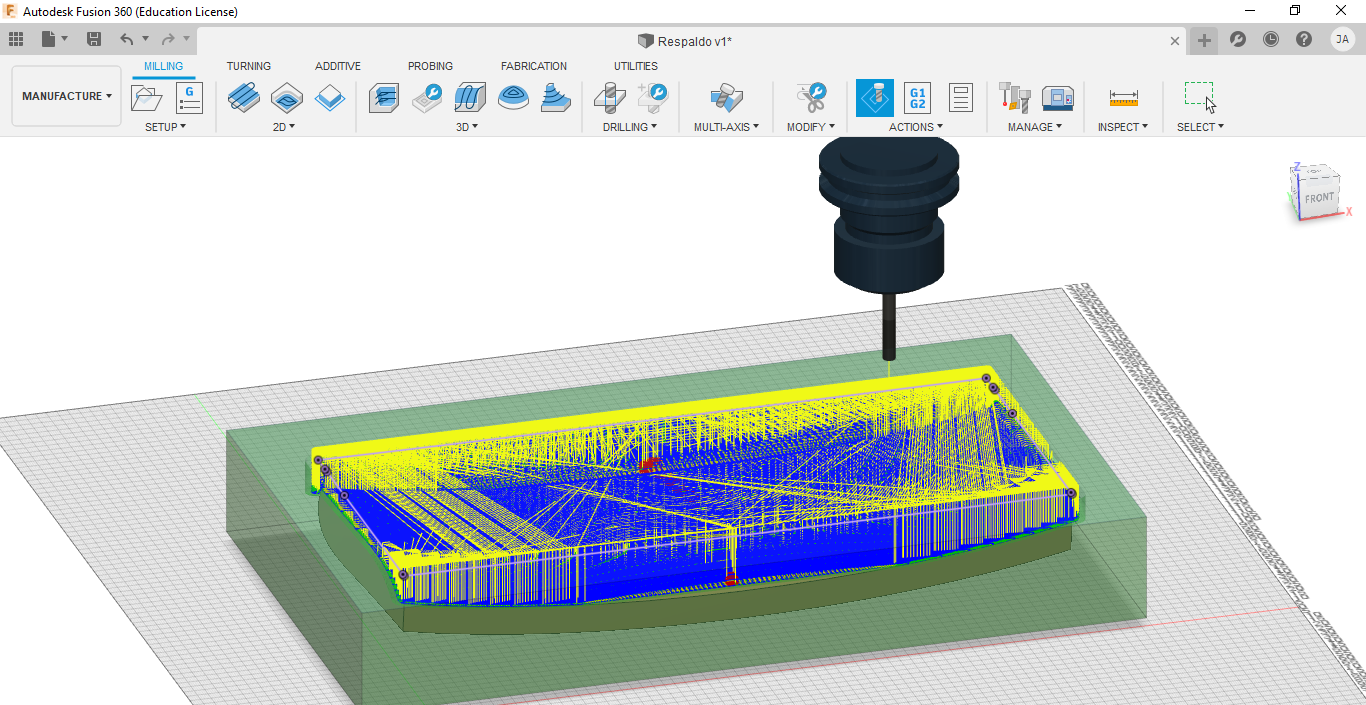 Autodesk Fusion 360 (Education License)
Respaldo v1*
JA
MILLING TURNING ADDITIVE PROBING FABRICATION UTILITIES
MANUFACTURE
G
G1
G2
SETUP 2D 3D DRILLING MULTI-AXIS MODIFY ACTIONS MANAGE INSPECT SELECT
Z
FRONT
X